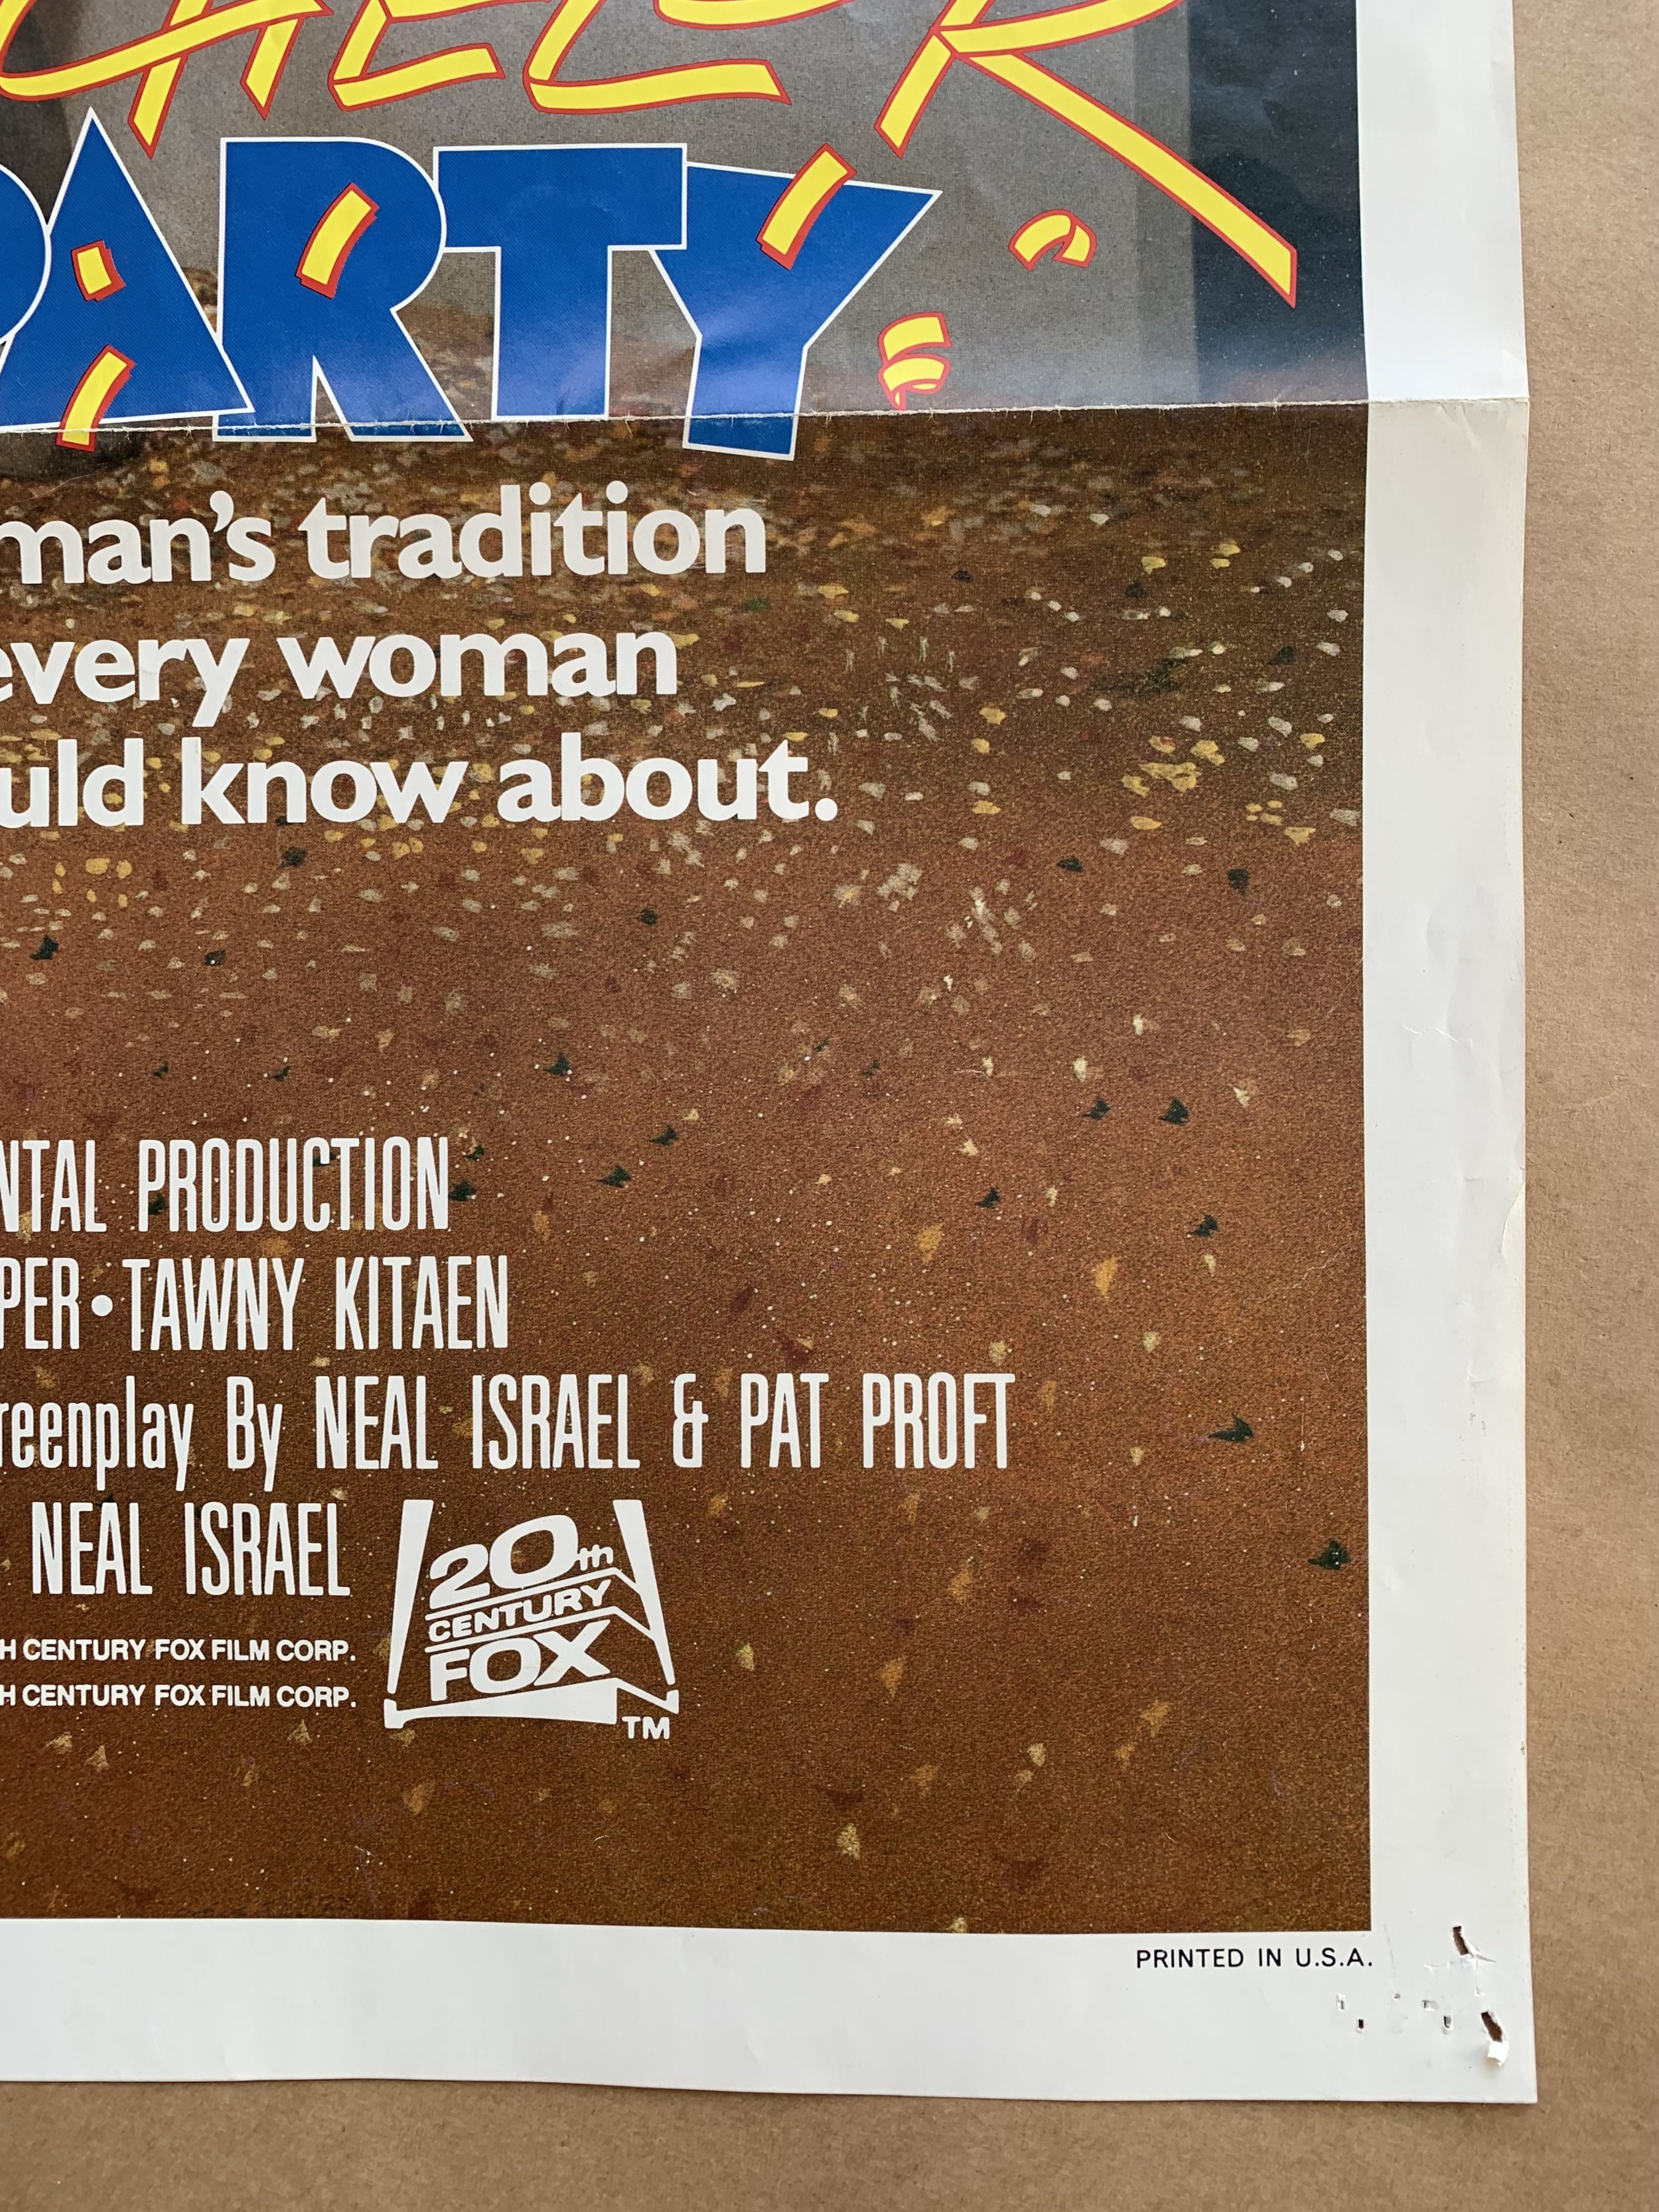 CHELOR
PARTY
man's tradition
every woman
uld know about.
NTAL PRODUCTION
PER • TAWNY KITAEN
reenplay By NEAL ISRAEL & PAT PROFT
NEAL ISRAEL
20th
CENTURY
FOX
TM
H CENTURY FOX FILM CORP.
H CENTURY FOX FILM CORP.
PRINTED IN U.S.A.